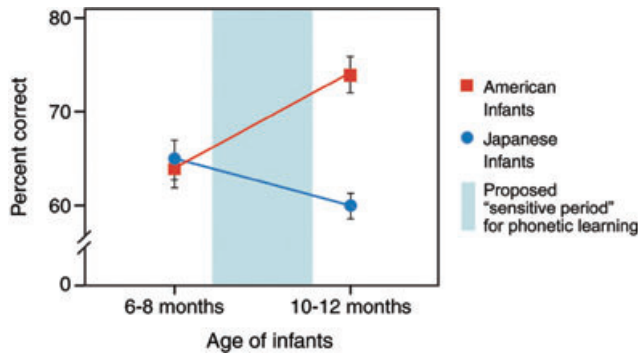 80
70
60
0
Percent correct
6-8 months
10-12 months
Age of infants
American
Infants
Japanese
Infants
Proposed
“sensitive period”
for phonetic learning